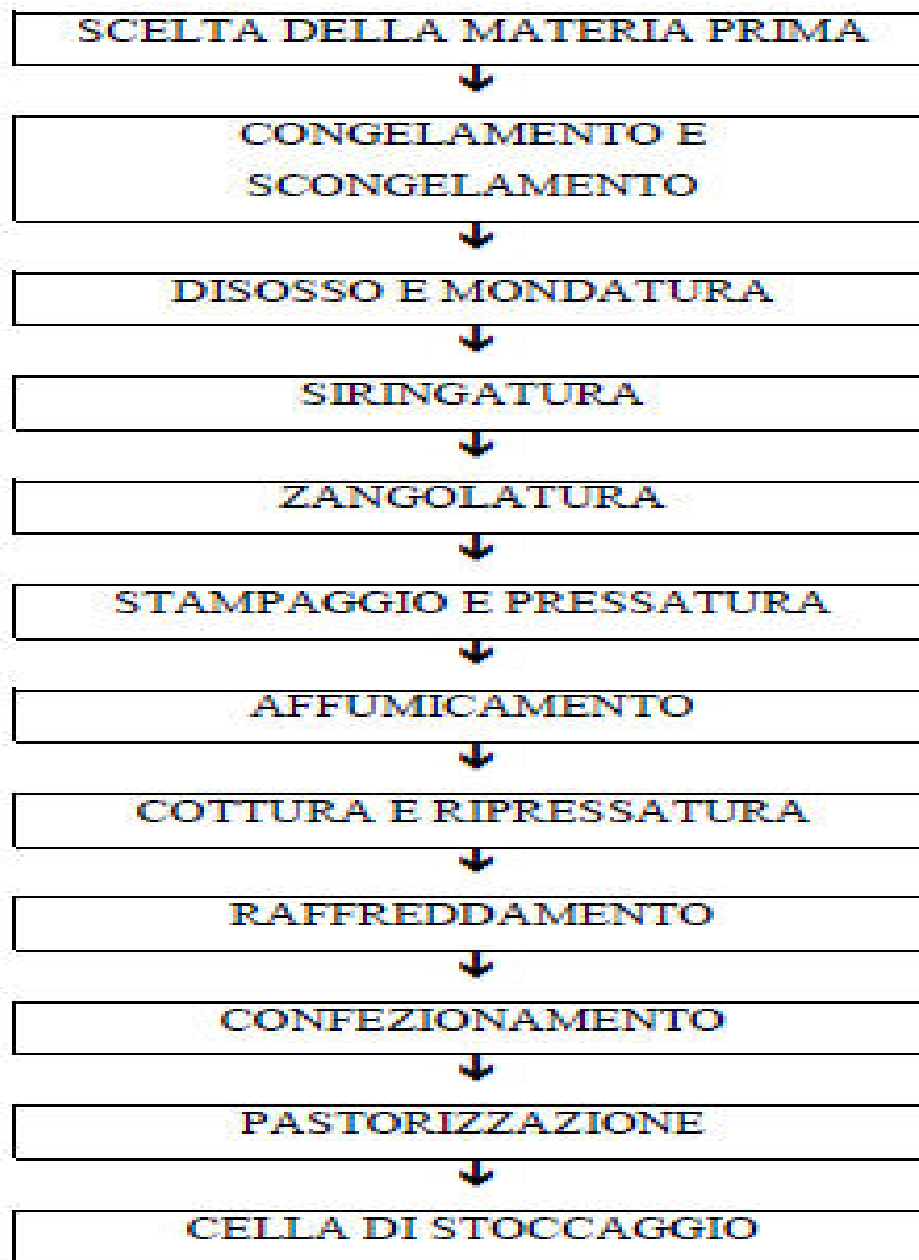 SCELTA DELLA MATERIA PRIMA
CONGELAMENTO E
SCONGELAMENTO
DISOSSO E MONDATURA
SIRINGATURA
ZANGOLATURA
STAMPAGGIO E PRESSATURA
AFFUMICAMENTO
COTTURA E RIPRESSATURA
RAFFREDDAMENTO
CONFEZIONAMENTO
PASTORIZZAZIONE
CELLA DI STOCCAGGIO